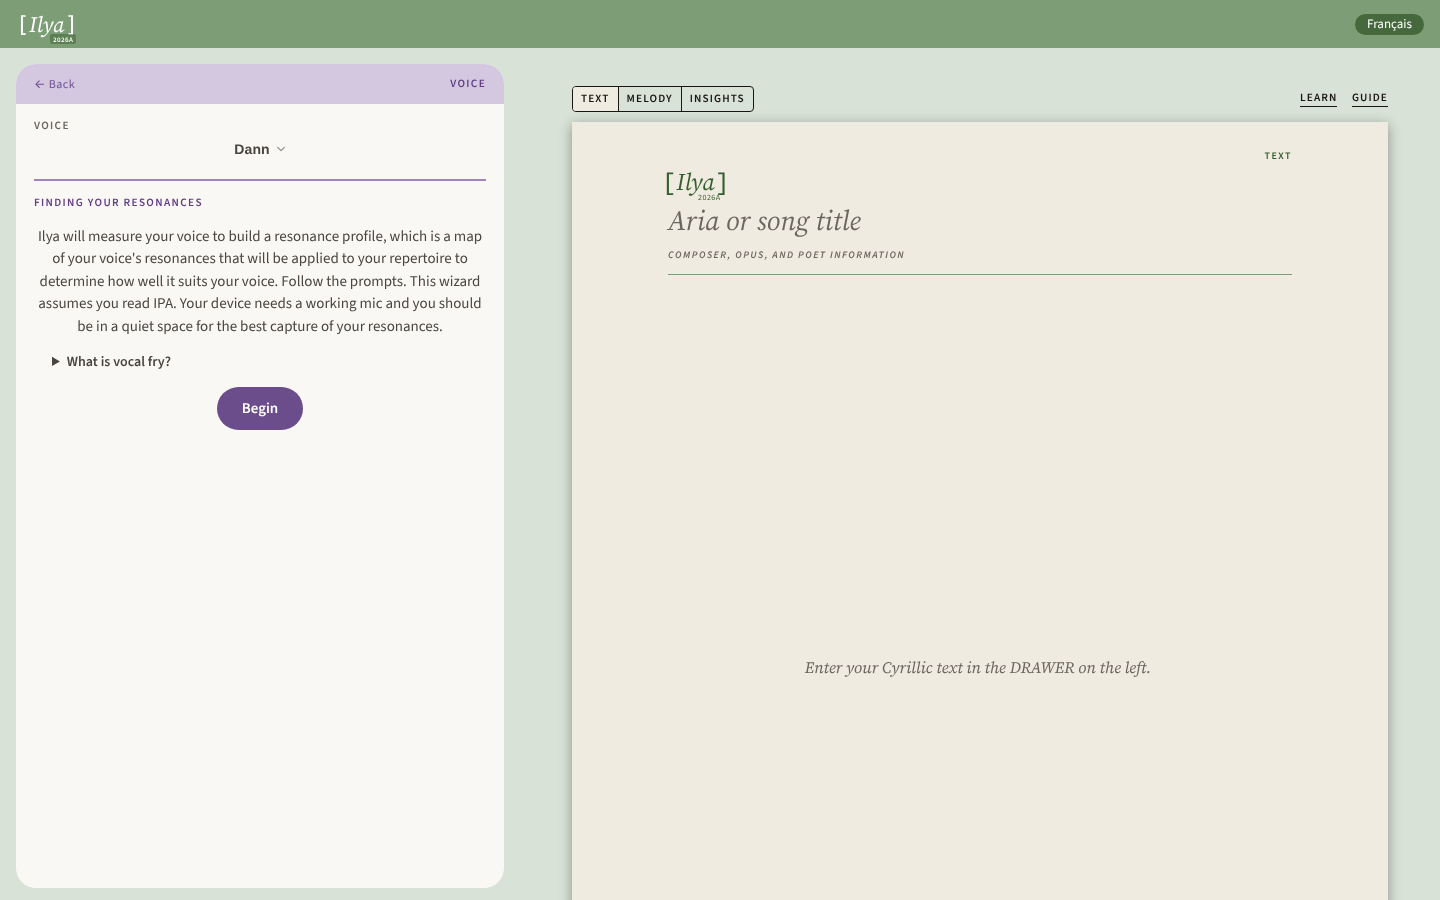 [Ilya]
2026A
Français
← Back
VOICE
VOICE
Dann
FINDING YOUR RESONANCES
Ilya will measure your voice to build a resonance profile, which is a map
of your voice's resonances that will be applied to your repertoire to
determine how well it suits your voice. Follow the prompts. This wizard
assumes you read IPA. Your device needs a working mic and you should
be in a quiet space for the best capture of your resonances.
▶ What is vocal fry?
Begin
TEXT MELODY INSIGHTS
LEARN GUIDE
TEXT
[Ilya]
2026A
Aria or song title
COMPOSER, OPUS, AND POET INFORMATION
Enter your Cyrillic text in the DRAWER on the left.